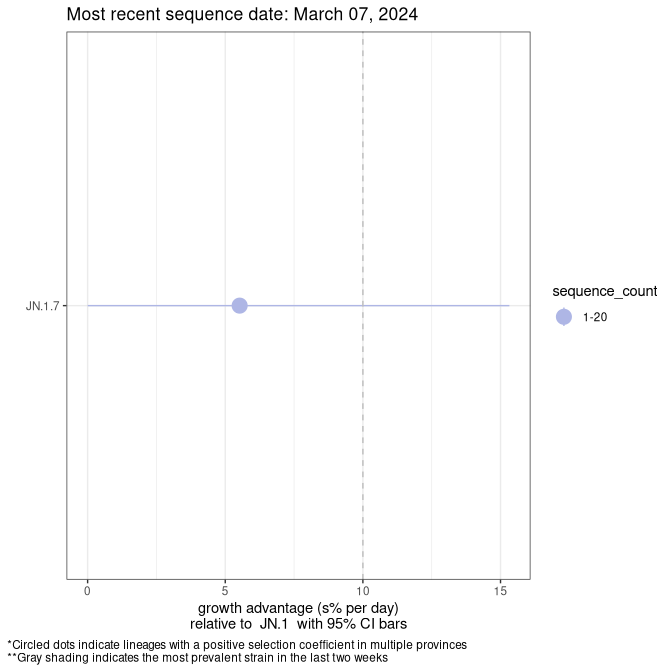 Most recent sequence date: March 07, 2024
JN.1.7
sequence_count
1-20
0 5 10 15
growth advantage (s% per day)
relative to JN.1 with 95% CI bars
*Circled dots indicate lineages with a positive selection coefficient in multiple provinces
**Gray shading indicates the most prevalent strain in the last two weeks